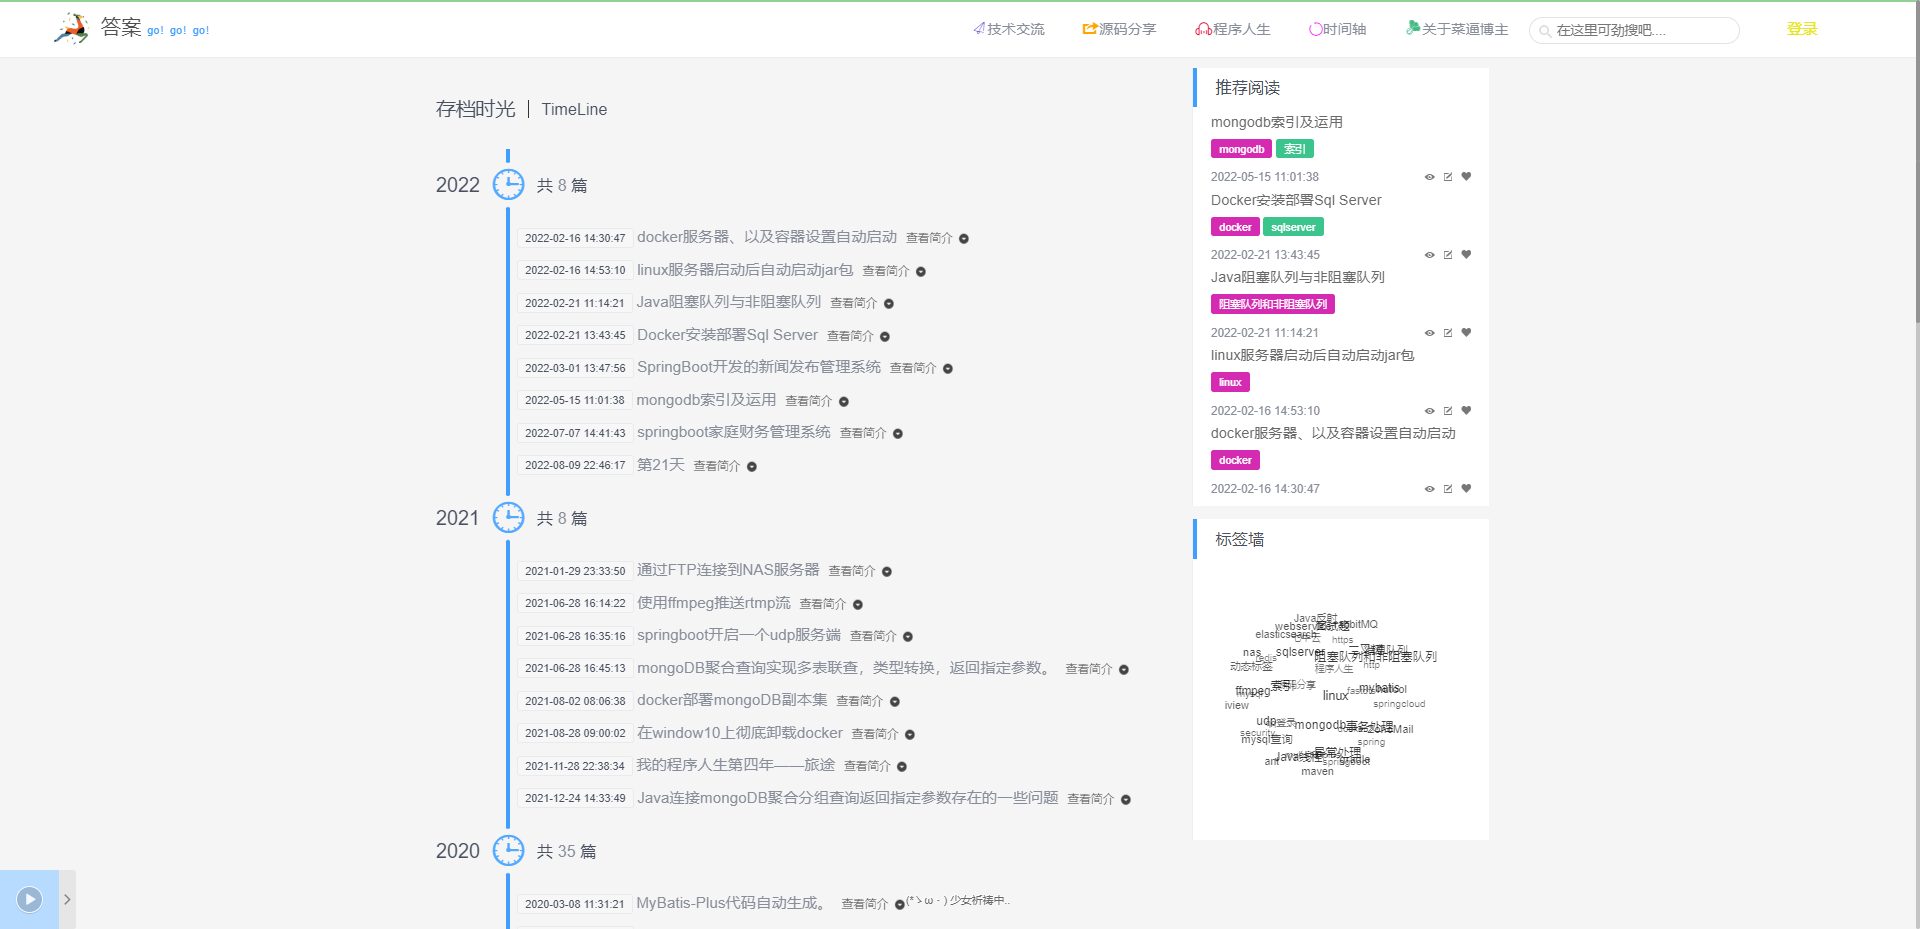 答案 go! go! go!
技术交流 源码分享 程序人生 时间轴 关于菜逼博主 在这里可劲搜吧.... 登录
存档时光 | TimeLine
2022 共 8 篇
2022-02-16 14:30:47 docker服务器、以及容器设置自动启动 查看简介
2022-02-16 14:53:10 linux服务器启动后自动启动jar包 查看简介
2022-02-21 11:14:21 Java阻塞队列与非阻塞队列 查看简介
2022-02-21 13:43:45 Docker安装部署Sql Server 查看简介
2022-03-01 13:47:56 SpringBoot开发的新闻发布管理系统 查看简介
2022-05-15 11:01:38 mongodb索引及运用 查看简介
2022-07-07 14:41:43 springboot家庭财务管理系统 查看简介
2022-08-09 22:46:17 第21天 查看简介
2021 共 8 篇
2021-01-29 23:33:50 通过FTP连接到NAS服务器 查看简介
2021-06-28 16:14:22 使用ffmpeg推送rtmp流 查看简介
2021-06-28 16:35:16 springboot开启一个udp服务端 查看简介
2021-06-28 16:45:13 mongoDB聚合查询实现多表联查，类型转换，返回指定参数。 查看简介
2021-08-02 08:06:38 docker部署mongoDB副本集 查看简介
2021-08-28 09:00:02 在window10上彻底卸载docker 查看简介
2021-11-28 22:38:34 我的程序人生第四年——旅途 查看简介
2021-12-24 14:33:49 Java连接mongoDB聚合分组查询返回指定参数存在的一些问题 查看简介
2020 共 35 篇
2020-03-08 11:31:21 MyBatis-Plus代码自动生成。 查看简介 (*ゝω・) 少女祈祷中..
推荐阅读
mongodb索引及运用
mongodb 索引
2022-05-15 11:01:38
Docker安装部署Sql Server
docker sqlserver
2022-02-21 13:43:45
Java阻塞队列与非阻塞队列
阻塞队列和非阻塞队列
2022-02-21 11:14:21
linux服务器启动后自动启动jar包
linux
2022-02-16 14:53:10
docker服务器、以及容器设置自动启动
docker
2022-02-16 14:30:47
标签墙
Java反射
elasticsearch https
nas sqlserver
redis 阻塞队列和非阻塞队列
动态标签 程序人生 http
ffmpeg 索引 linux mybatis
iview springcloud
udp mongodb 事务处理
security
mysql查询 spring
异常处理
ant Java线程 springboot
maven